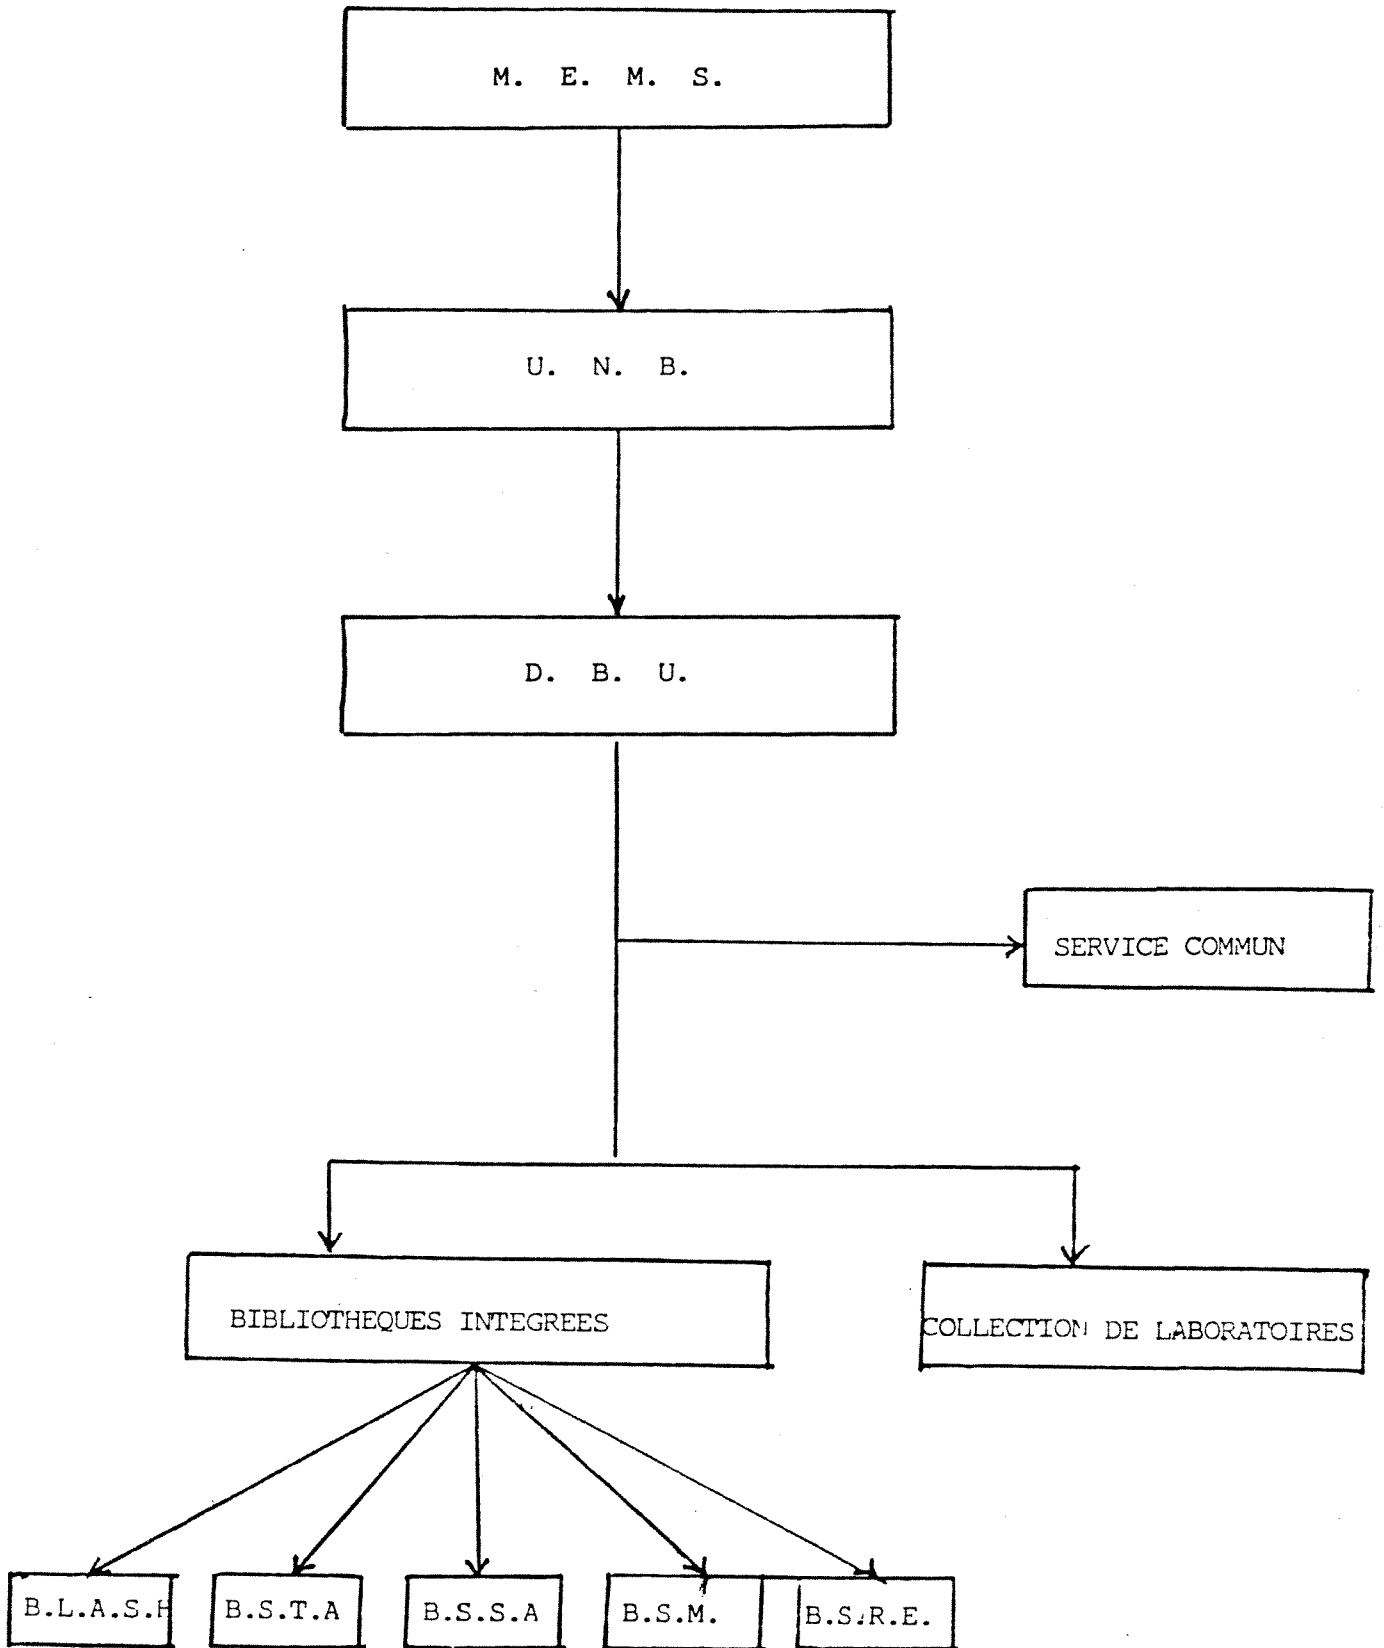 M. E. M. S.
U. N. B.
D. B. U.
SERVICE COMMUN
BIBLIOTHEQUES INTEGREES
COLLECTION DE LABORATOIRES
B.L.A.S.H
B.S.T.A
B.S.S.A
B.S.M.
B.S.R.E.